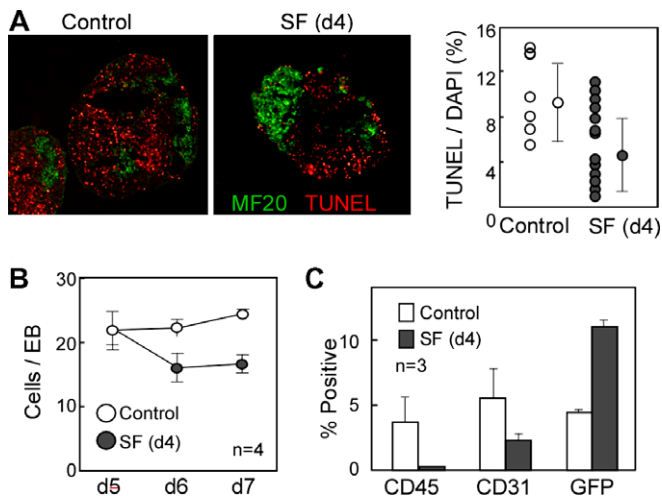 A
Control
SF (d4)
MF20
TUNEL
TUNEL / DAPI (%)
16
12
8
4
0
Control
SF (d4)
B
Cells / EB
30
20
10
0
Control
SF (d4)
n=4
d5
d6
d7
C
% Positive
10
5
0
Control
SF (d4)
n=3
CD45
CD31
GFP